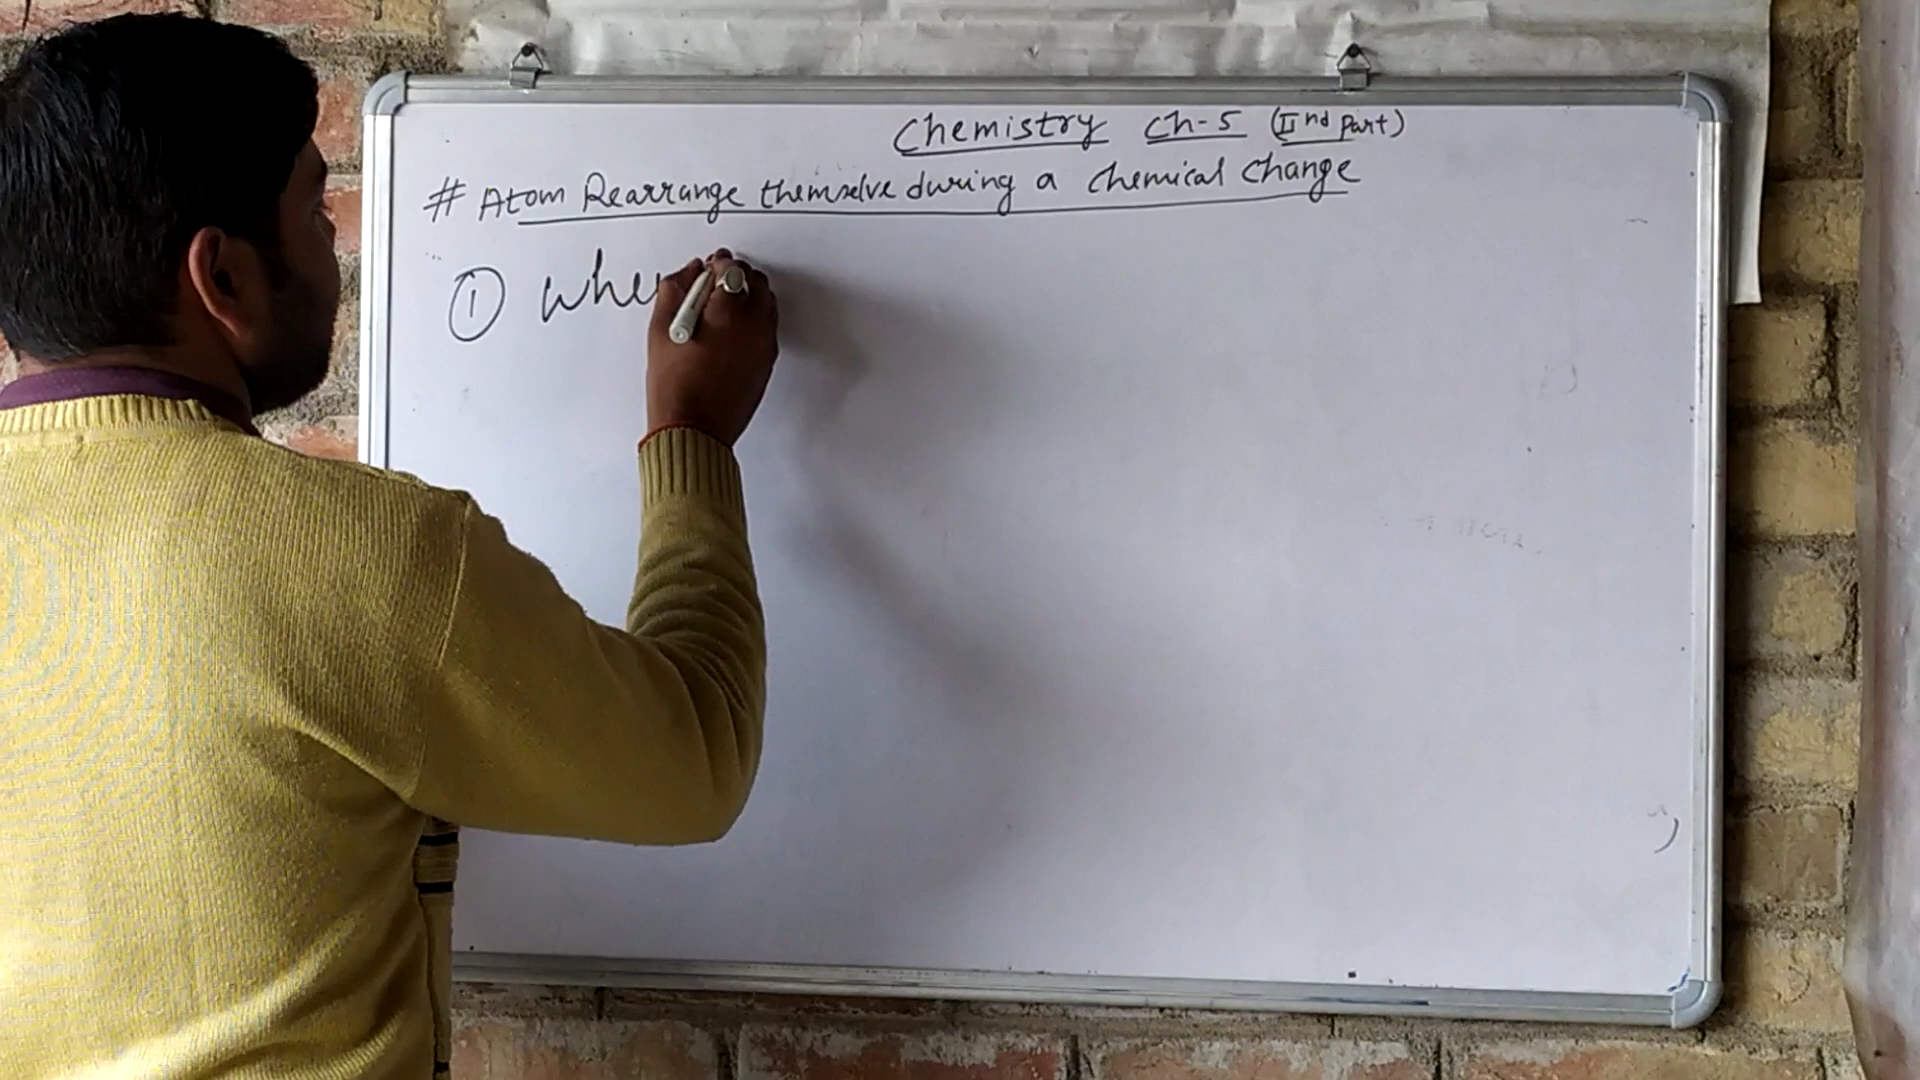 Chemistry Ch-5 (IInd Part)
# Atom Rearrange themselve during a chemical change
① Whe